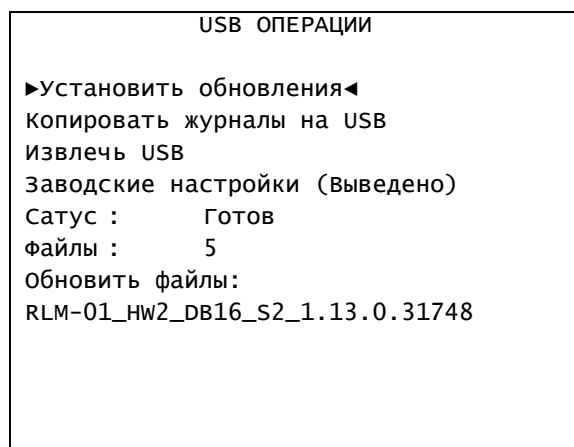 USB ОПЕРАЦИИ
►Установить обновления◄
Копировать журналы на USB
Извлечь USB
Заводские настройки (Выведено)
Сатус : Готов
Файлы : 5
Обновить файлы:
RLM-01_HW2_DB16_S2_1.13.0.31748